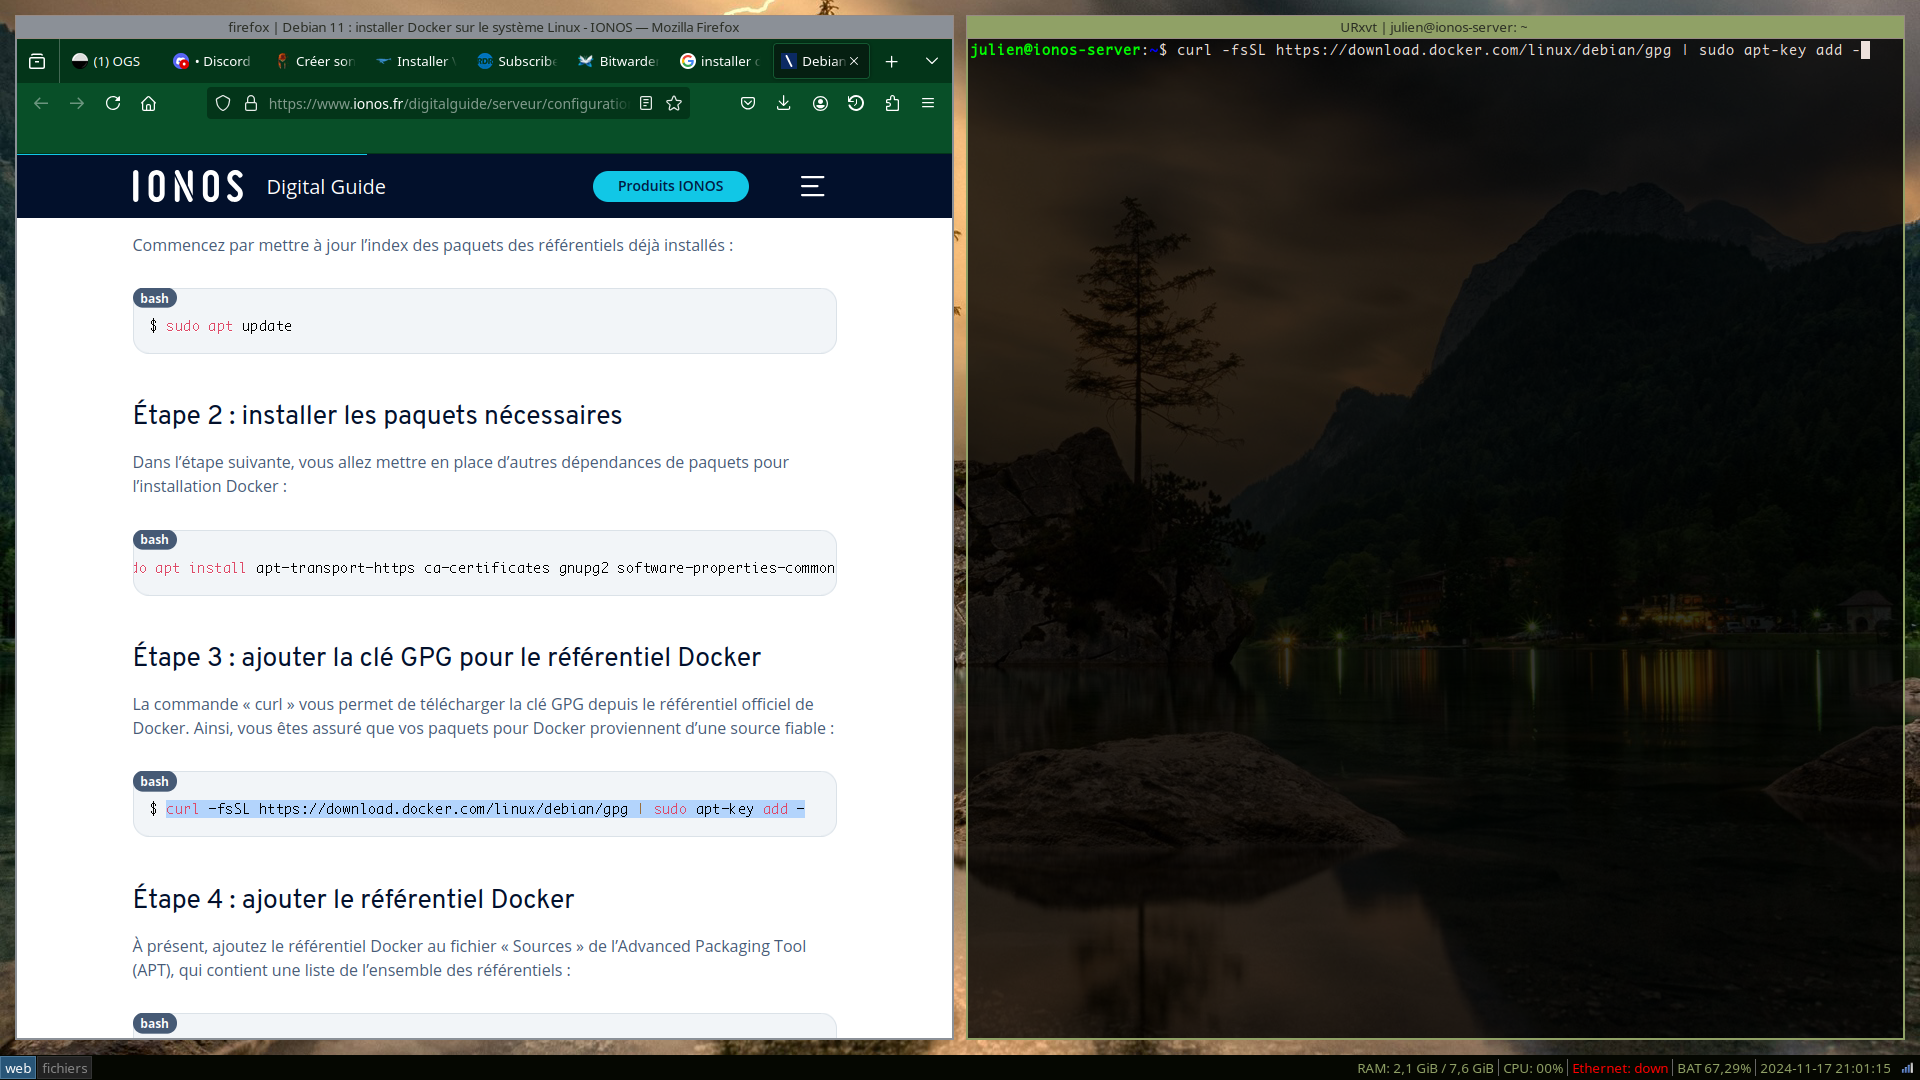 firefox | Debian 11 : installer Docker sur le système Linux - IONOS — Mozilla Firefox
(1) OGS
• Discord
Créer son
Installer
Subscribe
Bitwarden
installer
Debian
https://www.ionos.fr/digitalguide/serveur/configuratio
IONOS Digital Guide
Produits IONOS
Commencez par mettre à jour l’index des paquets des référentiels déjà installés :
bash
$ sudo apt update
Étape 2 : installer les paquets nécessaires
Dans l’étape suivante, vous allez mettre en place d’autres dépendances de paquets pour
l’installation Docker :
bash
do apt install apt-transport-https ca-certificates gnupg2 software-properties-common
Étape 3 : ajouter la clé GPG pour le référentiel Docker
La commande « curl » vous permet de télécharger la clé GPG depuis le référentiel officiel de
Docker. Ainsi, vous êtes assuré que vos paquets pour Docker proviennent d’une source fiable :
bash
$ curl -fsSL https://download.docker.com/linux/debian/gpg | sudo apt-key add -
Étape 4 : ajouter le référentiel Docker
À présent, ajoutez le référentiel Docker au fichier « Sources » de l’Advanced Packaging Tool
(APT), qui contient une liste de l’ensemble des référentiels :
bash
URxvt | julien@ionos-server: ~
julien@ionos-server:~$ curl -fsSL https://download.docker.com/linux/debian/gpg | sudo apt-key add -
web
fichiers
RAM: 2,1 GiB / 7,6 GiB | CPU: 00% | Ethernet: down | BAT 67,29% | 2024-11-17 21:01:15